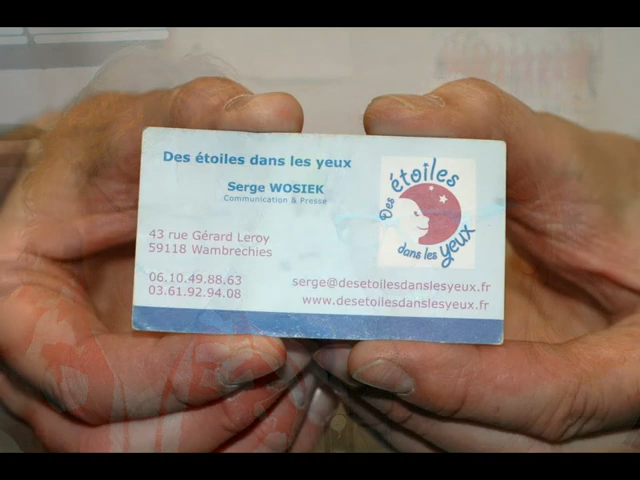 Des étoiles dans les yeux
Serge WOSIEK
Communication & Presse
Des étoiles
dans les yeux
43 rue Gérard Leroy
59118 Wambrechies
06.10.49.88.63
03.61.92.94.08
serge@desetoilesdanslesyeux.fr
www.desetoilesdanslesyeux.fr